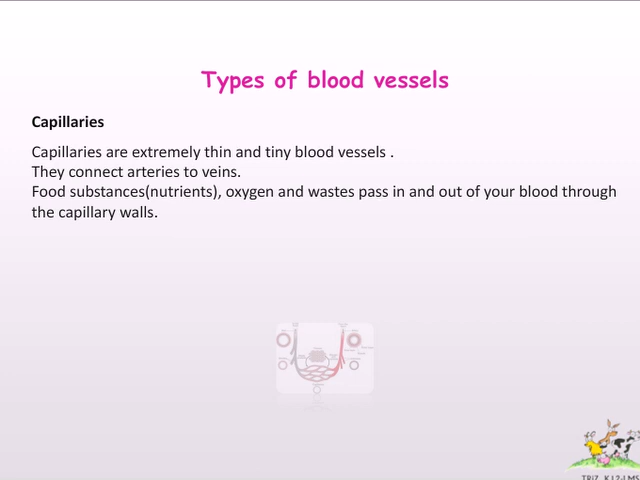 Types of blood vessels
Capillaries
Capillaries are extremely thin and tiny blood vessels .
They connect arteries to veins.
Food substances(nutrients), oxygen and wastes pass in and out of your blood through
the capillary walls.